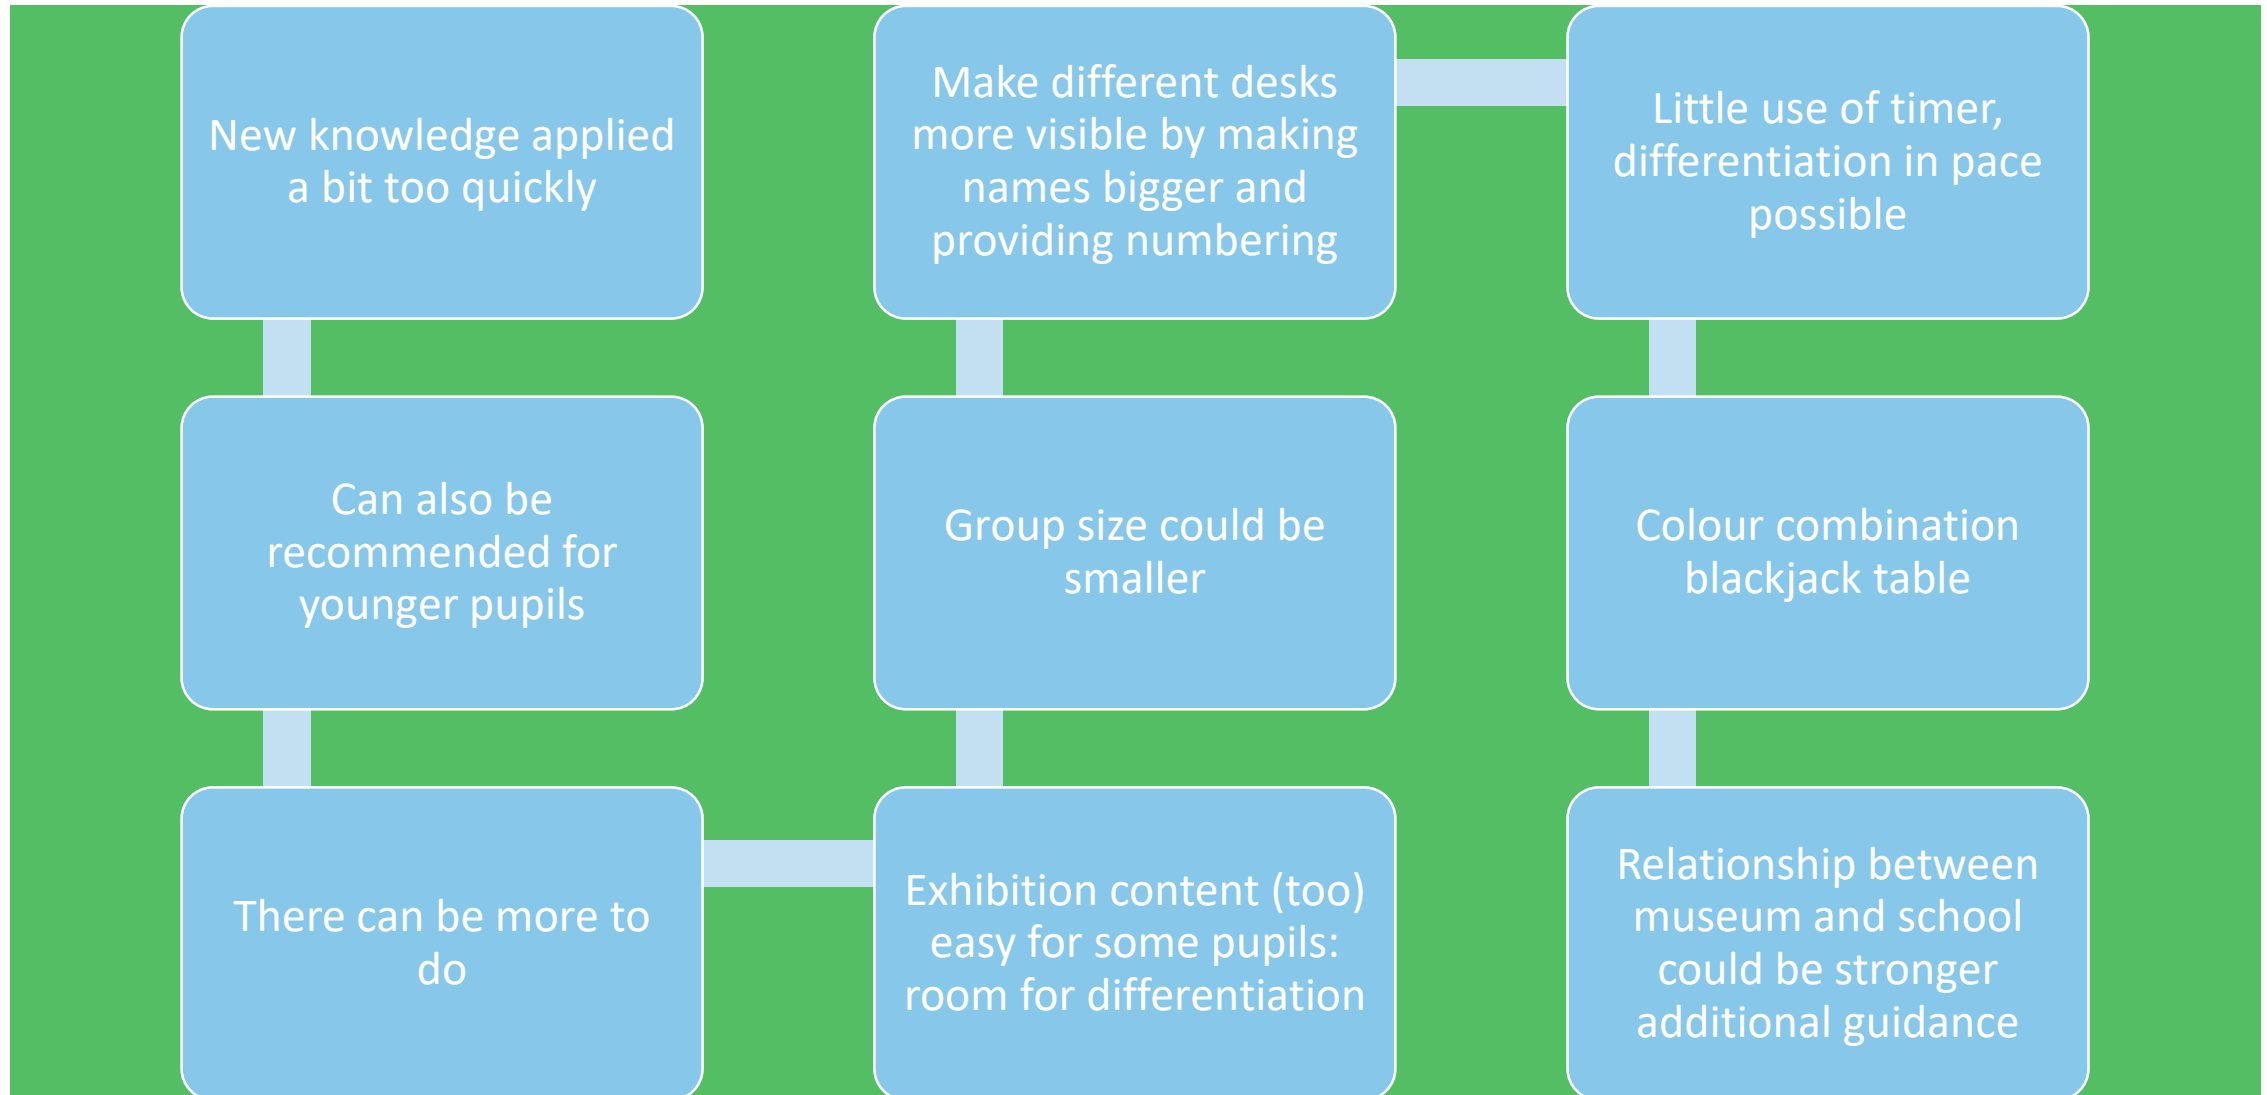 New knowledge applied
a bit too quickly
Can also be
recommended for
younger pupils
There can be more to
do
Exhibition content (too)
easy for some pupils:
room for differentiation
Group size could be
smaller
Make different desks
more visible by making
names bigger and
providing numbering
Little use of timer,
differentiation in pace
possible
Colour combination
blackjack table
Relationship between
museum and school
could be stronger
additional guidance